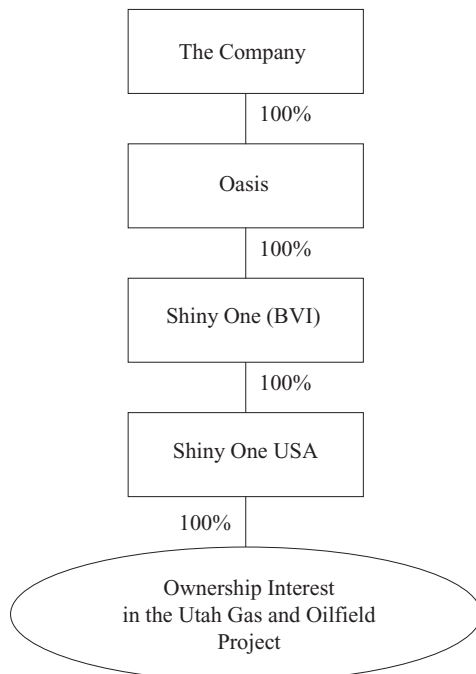 The Company
100%
Oasis
100%
Shiny One (BVI)
100%
Shiny One USA
100%
Ownership Interest
in the Utah Gas and Oilfield
Project